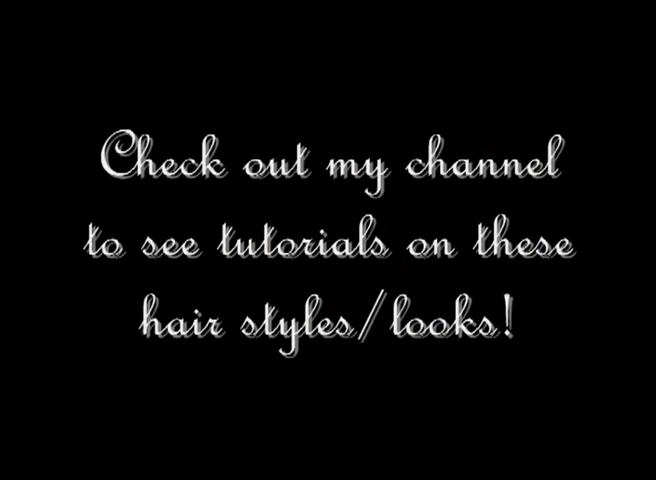 Check out my channel
to see tutorials on these
hair styles/looks!